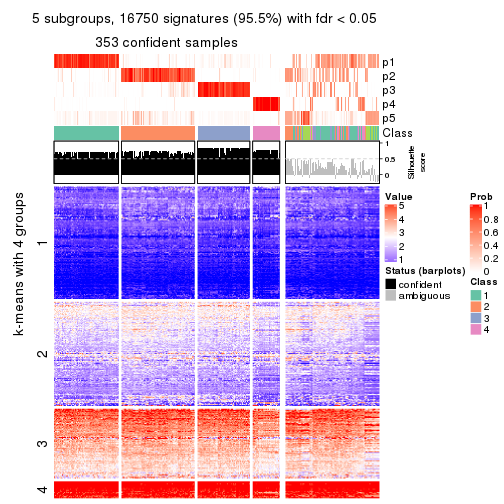 5 subgroups, 16750 signatures (95.5%) with fdr < 0.05
353 confident samples
p1
p2
p3
p4
p5
Class
1
0.5
0
Silhouette
score
k-means with 4 groups
1
2
3
4
Value
5
4
3
2
1
Status (barplots)
confident
ambiguous
Prob
1
0.8
0.6
0.4
0.2
0
Class
1
2
3
4